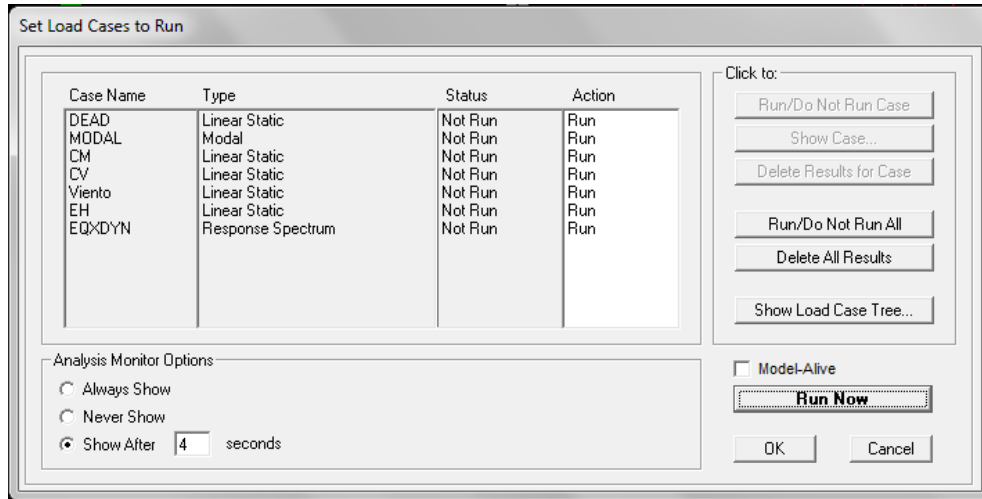 Set Load Cases to Run
Case Name Type Status Action
DEAD Linear Static Not Run Run
MODAL Modal Not Run Run
CM Linear Static Not Run Run
CV Linear Static Not Run Run
Viento Linear Static Not Run Run
EH Linear Static Not Run Run
EQXDYN Response Spectrum Not Run Run
Click to:
Run/Do Not Run Case
Show Case...
Delete Results for Case
Run/Do Not Run All
Delete All Results
Show Load Case Tree...
Analysis Monitor Options
Always Show
Never Show
Show After 4 seconds
Model-Alive
Run Now
OK Cancel